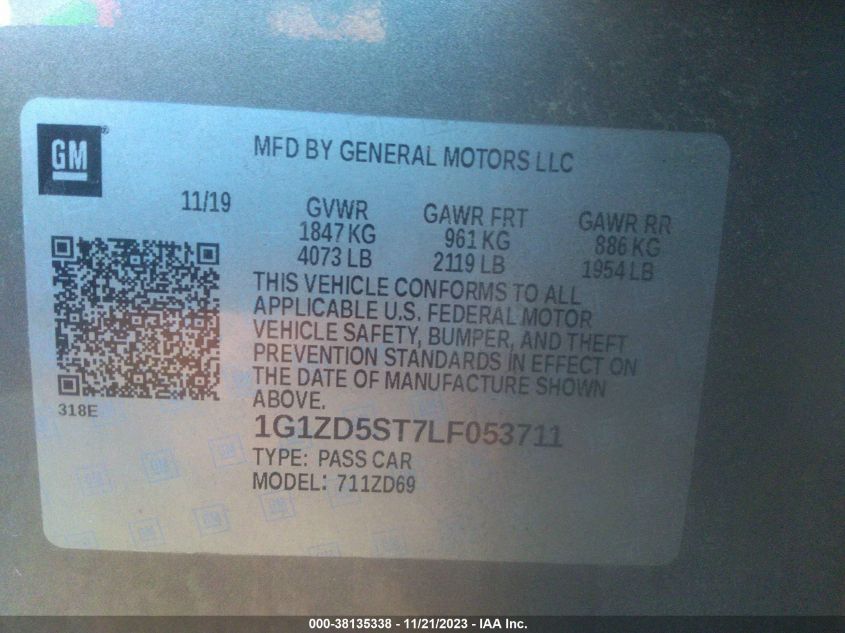 GM
MFD BY GENERAL MOTORS LLC
11/19
GVWR GAWR FRT GAWR RR
1847 KG 961 KG 886 KG
4073 LB 2119 LB 1954 LB
THIS VEHICLE CONFORMS TO ALL
APPLICABLE U.S. FEDERAL MOTOR
VEHICLE SAFETY, BUMPER, AND THEFT
PREVENTION STANDARDS IN EFFECT ON
THE DATE OF MANUFACTURE SHOWN
ABOVE.
318E
1G1ZD5ST7LF053711
TYPE: PASS CAR
MODEL: 711ZD69
000-38135338 - 11/21/2023 - IAA Inc.